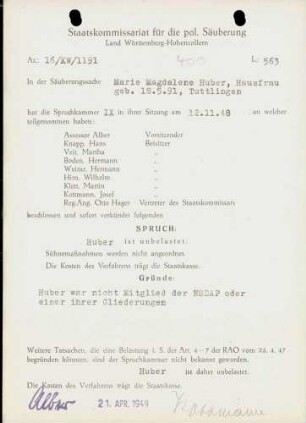 Staatskommissariat für die pol. Säuberung
Land Württemberg-Hohenzollern
Az: 16/KW/1191
400
L: 563
In der Säuberungssache Marie Magdalene Huber, Hausfrau
geb. 19.5.91, Tuttlingen
hat die Spruchkammer IX in ihrer Sitzung am 12.11.48 an welcher
teilgenommen haben:
Assessor Alber Vorsitzender
Knapp, Hans Beisitzer
Veit, Martha "
Boden, Hermann "
Hirn, Wilhelm "
Klett, Martin "
Kottmann, Josef "
Reg.Ang. Otto Hager Vertreter des Staatskommissars
beschlossen und sofort verkündet folgenden
SPRUCH:
Huber ist unbelastet.
Sühnemaßnahmen werden nicht angeordnet.
Die Kosten des Verfahrens trägt die Staatskasse.
Gründe:
Huber war nicht Mitglied der NSDAP oder
einer ihrer Gliederungen
Weitere Tatsachen, die eine Belastung i. S. der Art. 4-7 der RAO vom 24. 4. 47
begründen können, sind der Spruchkammer nicht bekannt geworden.
Huber ist daher unbelastet.
Die Kosten des Verfahrens trägt die Staatskasse.
Alber 21. APR. 1949